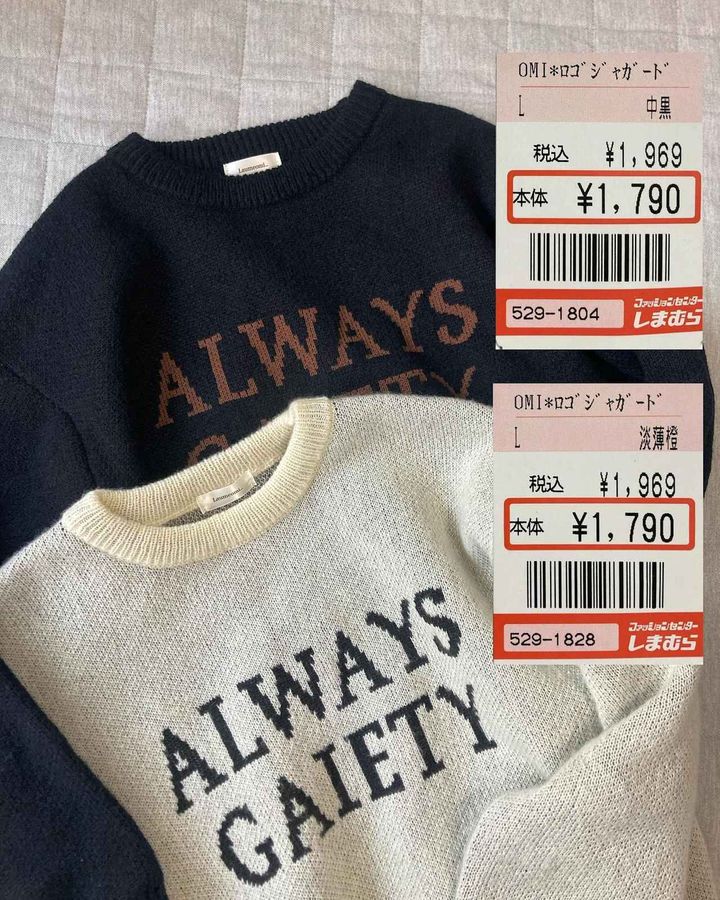 OMI*ﾛｺﾞｼﾞｬｶﾞｰﾄﾞ
L 中黒
税込 ¥1,969
本体 ¥1,790
529-1804
ファッションセンター
しまむら
Laumeomi..
ALWAYS
GAIETY
OMI*ﾛｺﾞｼﾞｬｶﾞｰﾄﾞ
L 淡薄橙
税込 ¥1,969
本体 ¥1,790
529-1828
ファッションセンター
しまむら
Laumeomi..
ALWAYS
GAIETY